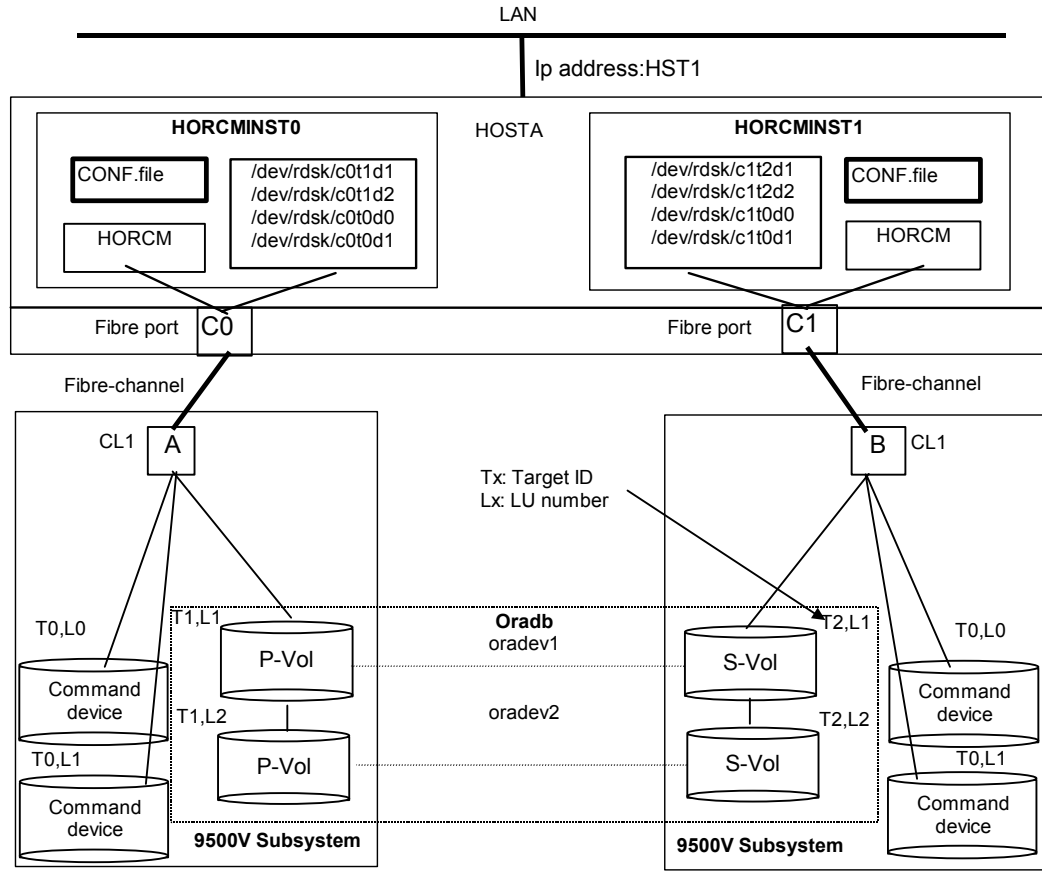 LAN
Ip address:HST1
HORCMINST0
HOSTA
HORCMINST1
CONF.file
/dev/rdsk/c0t1d1
/dev/rdsk/c0t1d2
/dev/rdsk/c0t0d0
/dev/rdsk/c0t0d1
HORCM
/dev/rdsk/c1t2d1
/dev/rdsk/c1t2d2
/dev/rdsk/c1t0d0
/dev/rdsk/c1t0d1
CONF.file
HORCM
Fibre port
C0
Fibre port
C1
Fibre-channel
Fibre-channel
CL1
A
B
CL1
Tx: Target ID
Lx: LU number
T0,L0
T1,L1
Oradb
oradev1
T2,L1
T0,L0
Command
device
P-Vol
S-Vol
Command
device
T1,L2
oradev2
T2,L2
T0,L1
P-Vol
S-Vol
T0,L1
Command
device
Command
device
9500V Subsystem
9500V Subsystem